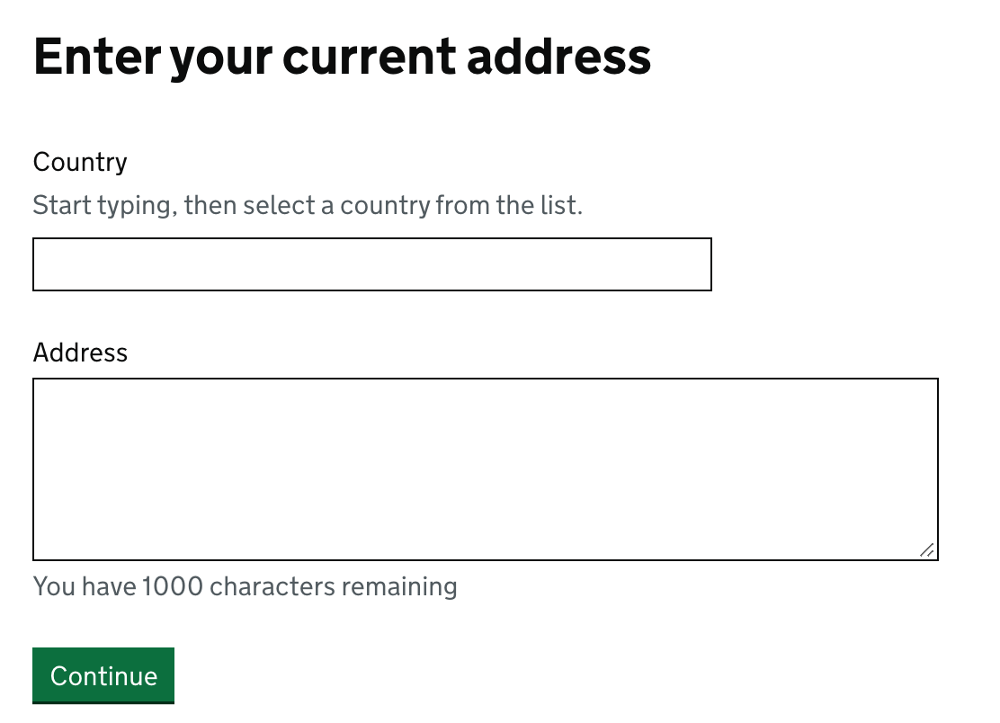 Enter your current address
Country
Start typing, then select a country from the list.
Address
You have 1000 characters remaining
Continue